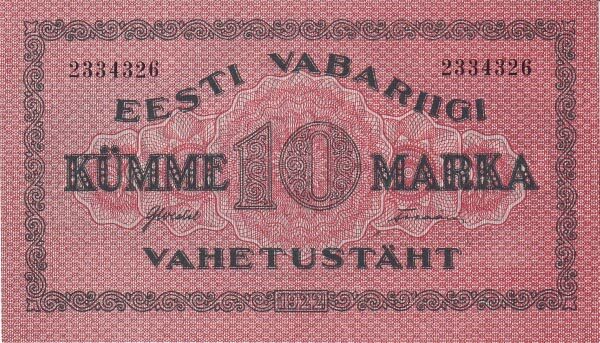 2334326 2334326
EESTI VABARIIGI
KÜMME 10 MARKA
VAHETUSTÄHT
1922